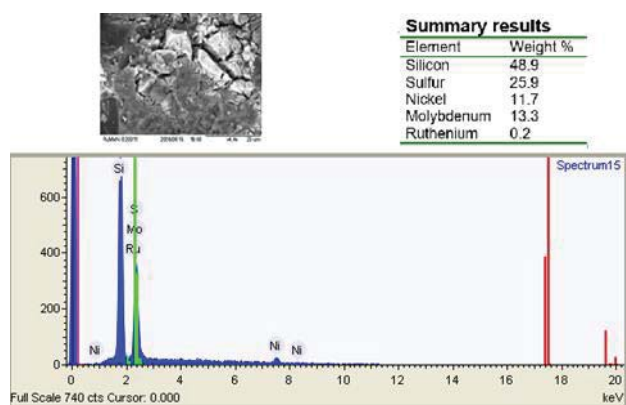 Summary results
Element Weight %
Silicon 48.9
Sulfur 25.9
Nickel 11.7
Molybdenum 13.3
Ruthenium 0.2
Spectrum15
600
400
200
0
Si
S
Mo
Ru
Ni
Ni
Ni
0 2 4 6 8 10 12 14 16 18 20
Full Scale 740 cts Cursor: 0.000 keV